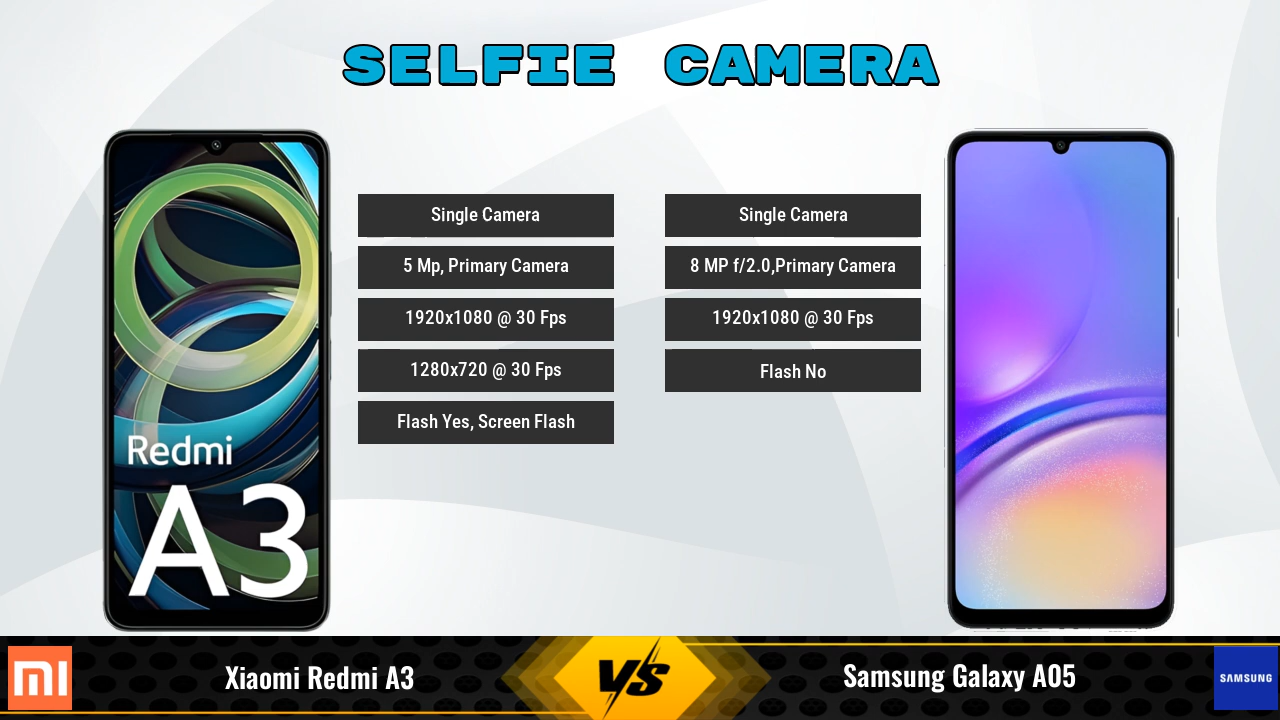 SELFIE CAMERA
Single Camera
5 Mp, Primary Camera
1920x1080 @ 30 Fps
1280x720 @ 30 Fps
Flash Yes, Screen Flash
Single Camera
8 MP f/2.0,Primary Camera
1920x1080 @ 30 Fps
Flash No
Redmi
A3
mi
Xiaomi Redmi A3
VS
Samsung Galaxy A05
SAMSUNG